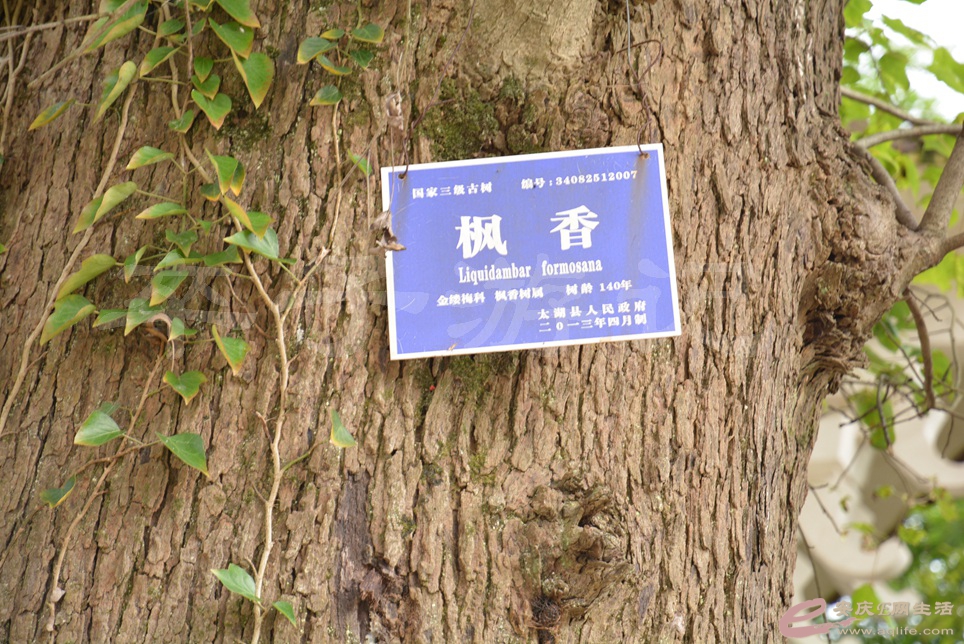 国家三级古树 编号：34082512007
枫 香
Liquidambar formosana
金缕梅科 枫香树属 树龄 140年
太湖县人民政府
二0一三年四月制